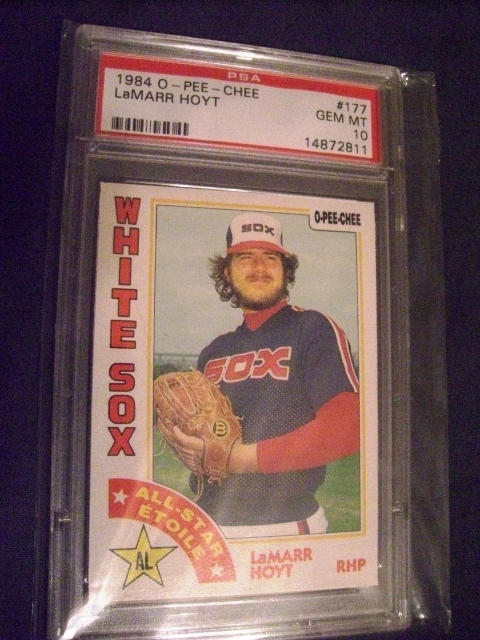 PSA
1984 O-PEE-CHEE #177
LaMARR HOYT GEM MT
10
14872811
O-PEE-CHEE
WHITE SOX
SOX
SOX
B
ALL-STAR
ÉTOILE
AL
LaMARR
HOYT
RHP